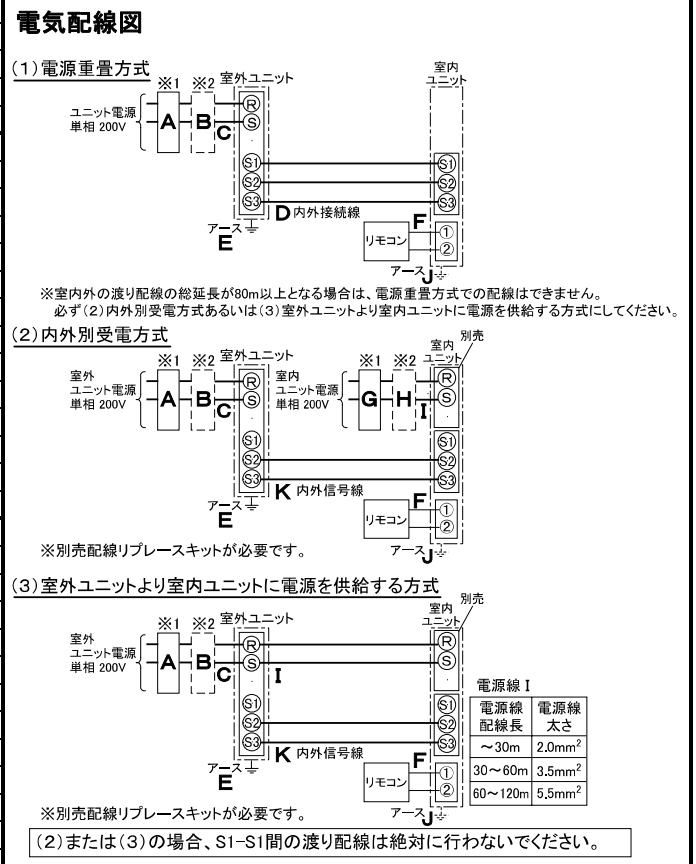 電気配線図
(1)電源重畳方式
※1 ※2 室外ユニット
室内
ユニット
ユニット電源
単相 200V
A B C
R
S
S1 S1
S2 S2
S3 S3
D 内外接続線
アース
E
リモコン
F
①
②
アース J
※室内外の渡り配線の総延長が80m以上となる場合は、電源重畳方式での配線はできません。
必ず(2)内外別受電方式あるいは(3)室外ユニットより室内ユニットに電源を供給する方式にしてください。
(2)内外別受電方式
※1 ※2 室外ユニット
※1 ※2
室内
ユニット
別売
室外
ユニット電源
単相 200V
A B C
R
S
室内
ユニット電源
単相 200V
G H I
R
S
S1 S1
S2 S2
S3 S3
K 内外信号線
アース
E
リモコン
F
①
②
アース J
※別売配線リプレースキットが必要です。
(3)室外ユニットより室内ユニットに電源を供給する方式
※1 ※2 室外ユニット
室内
ユニット
別売
室外
ユニット電源
単相 200V
A B C
R R
S S
I
S1 S1
S2 S2
S3 S3
K 内外信号線
アース
E
リモコン
F
①
②
アース J
電源線 I
電源線配線長 電源線太さ
～30m 2.0mm²
30～60m 3.5mm²
60～120m 5.5mm²
※別売配線リプレースキットが必要です。
(2)または(3)の場合、S1-S1間の渡り配線は絶対に行わないでください。